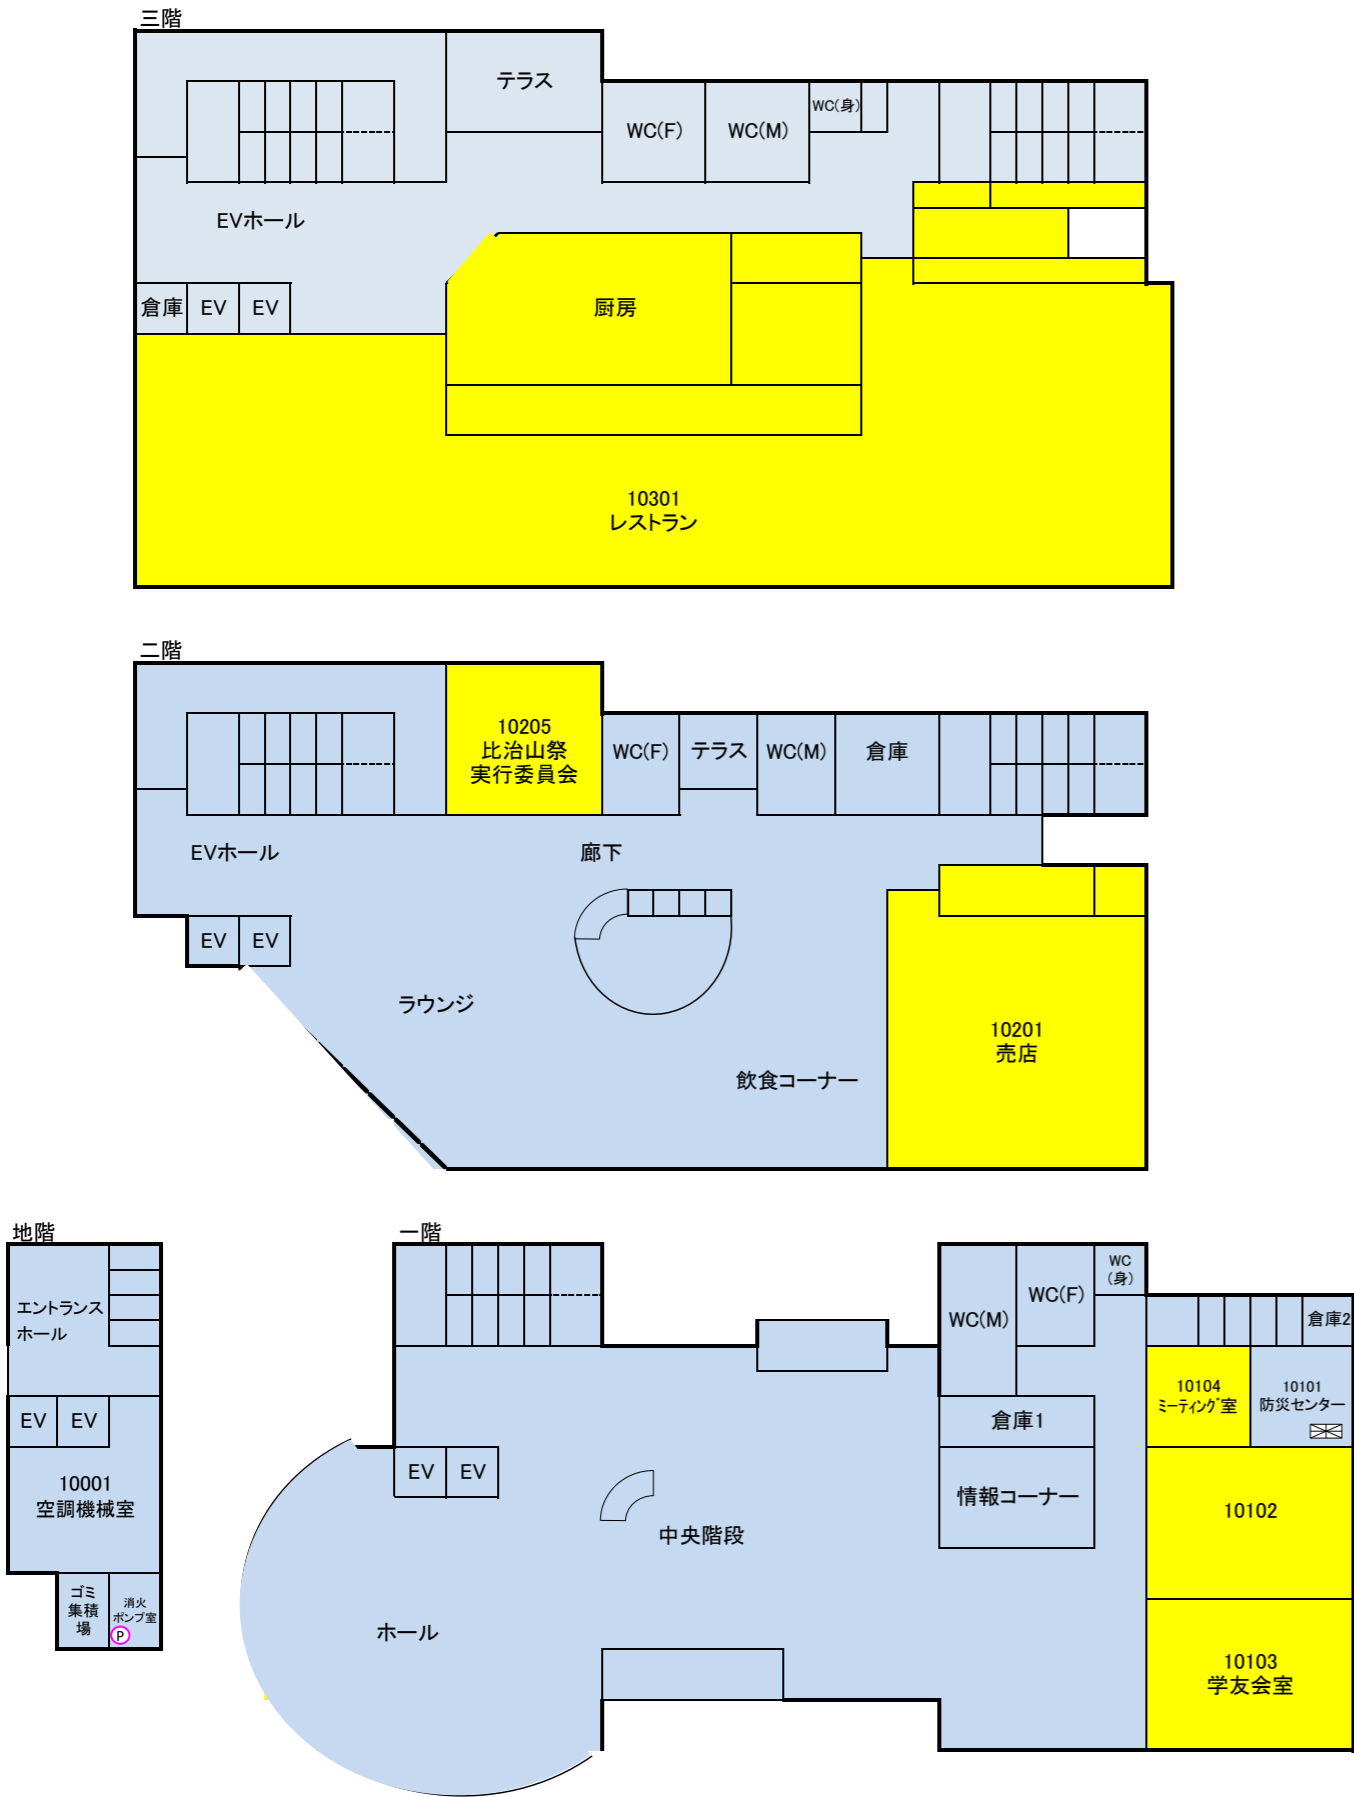 三階
テラス
WC(F)
WC(M)
WC(身)
EVホール
倉庫
EV
EV
厨房
10301
レストラン
二階
10205
比治山祭
実行委員会
WC(F)
テラス
WC(M)
倉庫
EVホール
廊下
EV
EV
ラウンジ
飲食コーナー
10201
売店
地階
エントランス
ホール
EV
EV
10001
空調機械室
ゴミ
集積
場
消火
ポンプ室
P
一階
WC(M)
WC(F)
WC
(身)
倉庫2
10104
ミーティング室
10101
防災センター
倉庫1
情報コーナー
EV
EV
中央階段
ホール
10102
10103
学友会室